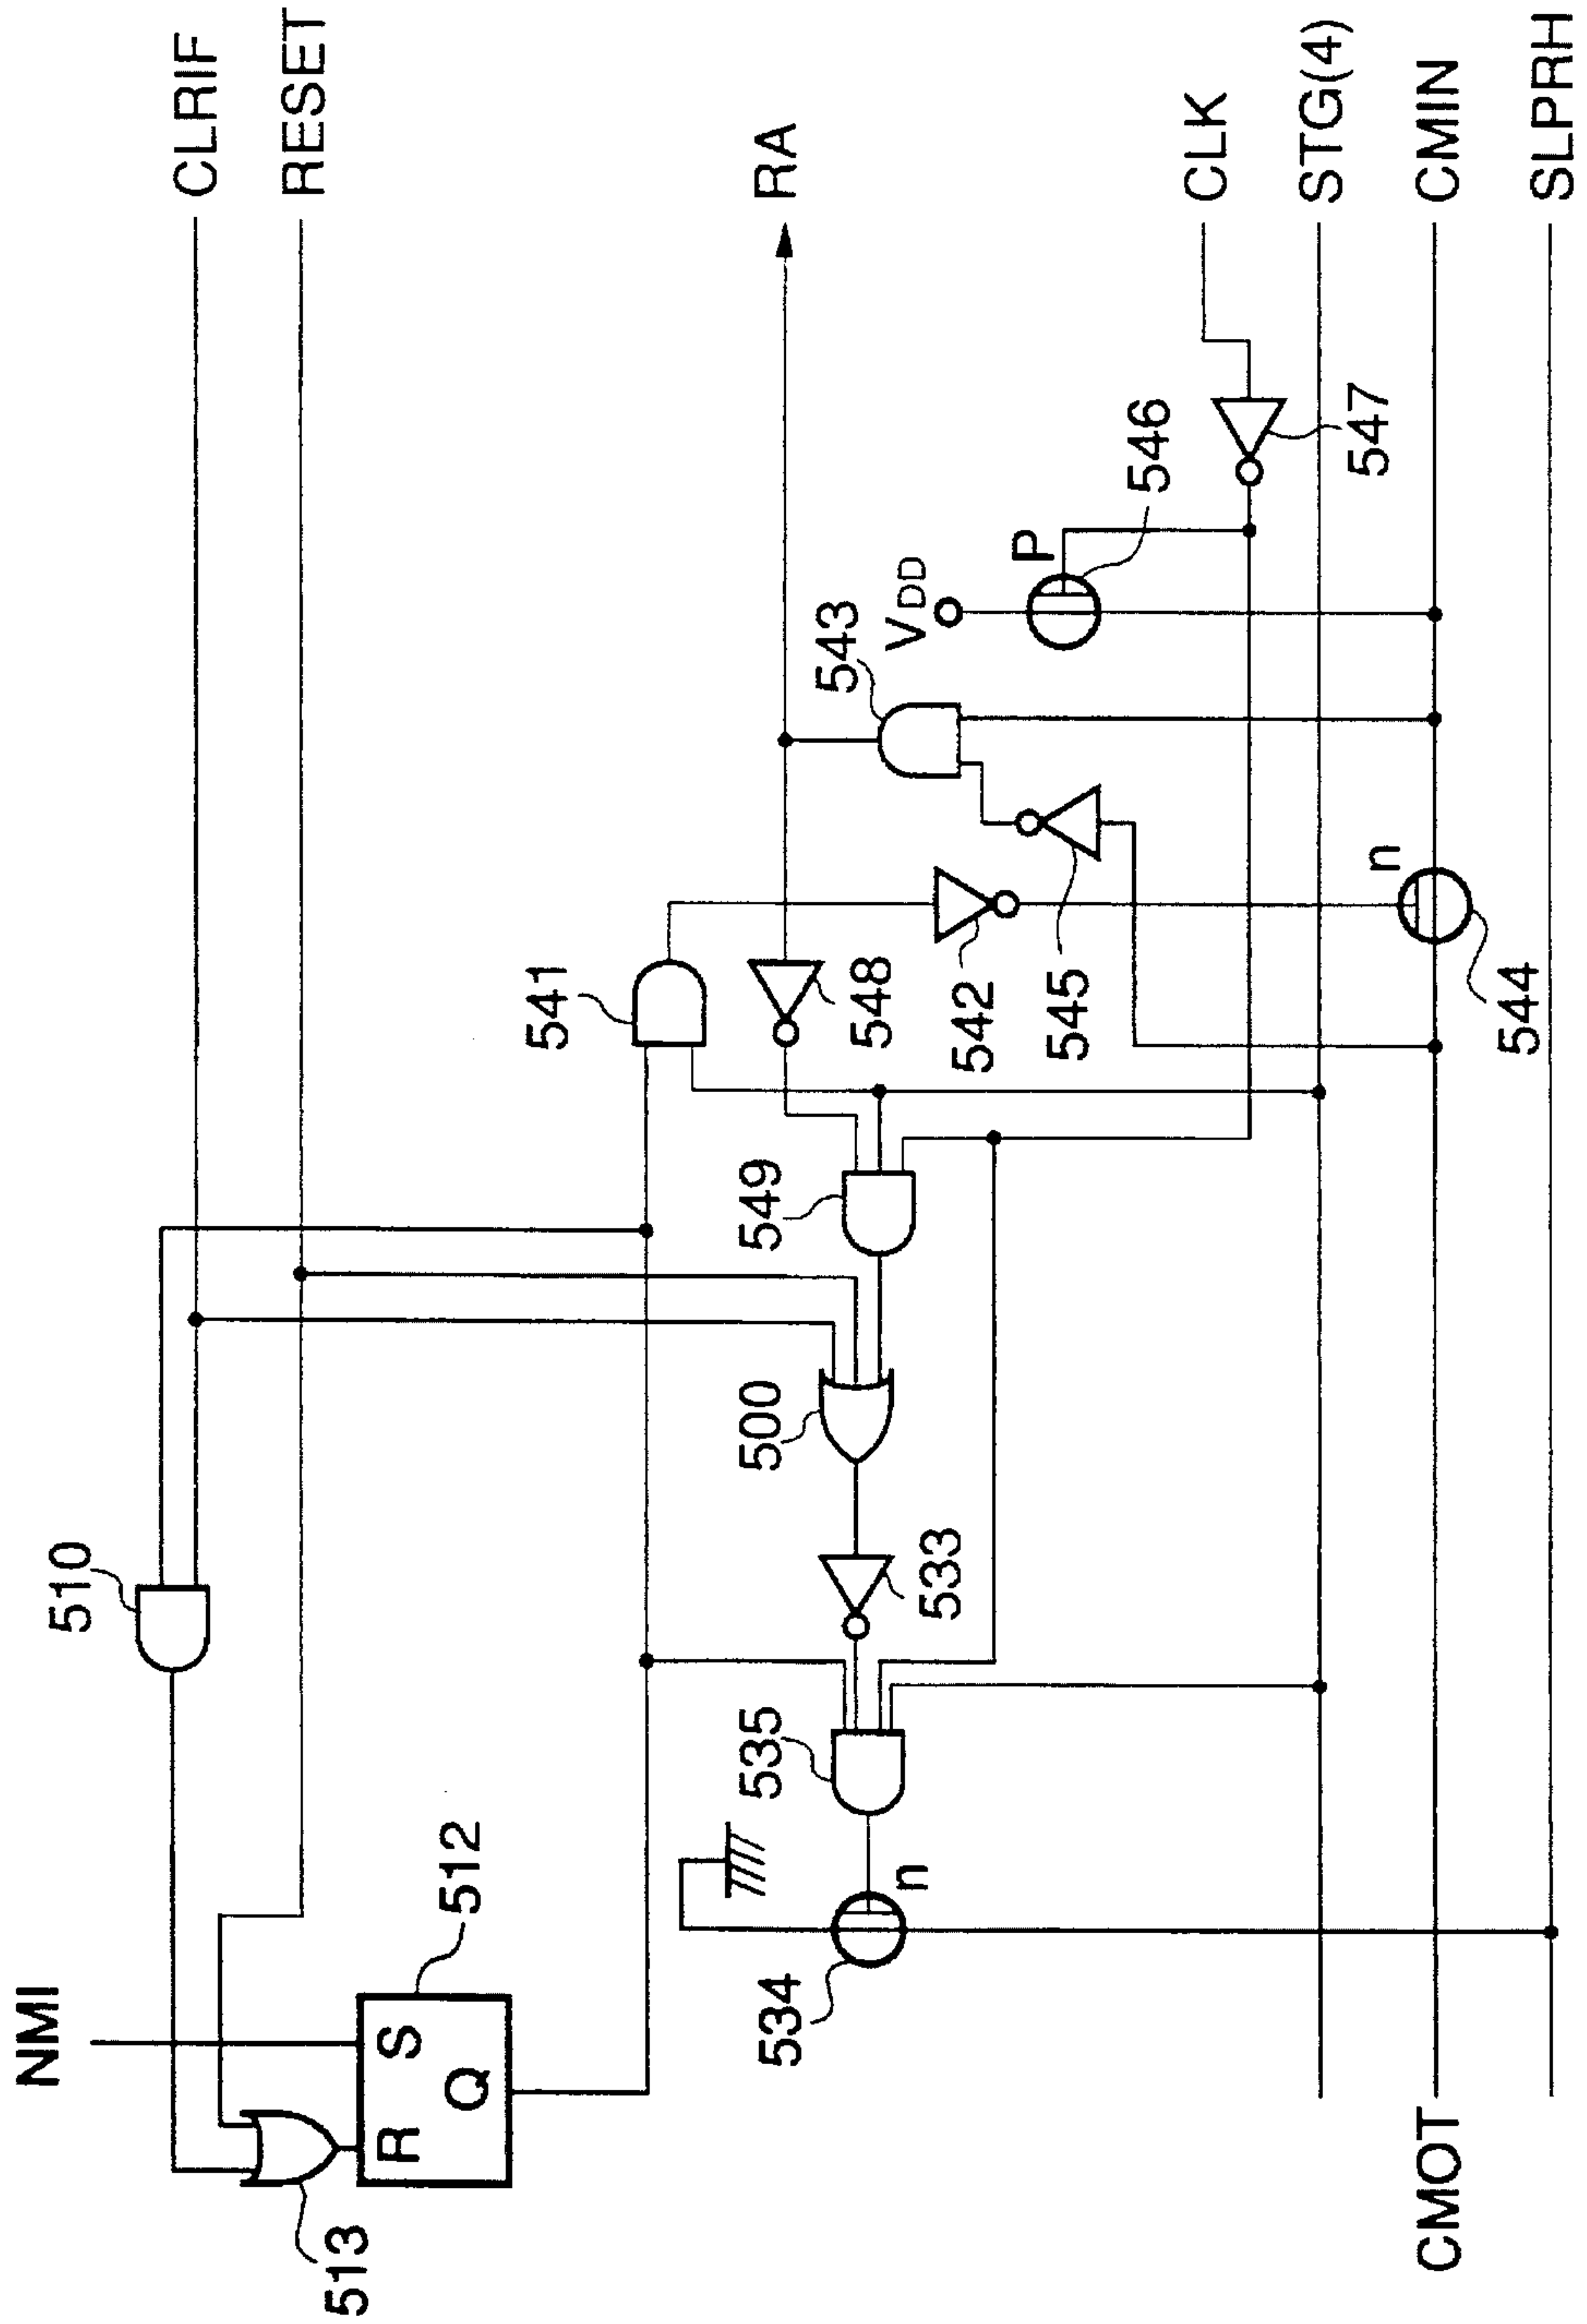 NMI
513
R
S
Q
512
510
CLRIF
RESET
534
n
535
533
500
549
541
548
RA
542
545
543
VDD
P
546
547
CLK
STG(4)
n
544
CMOT
CMIN
SLPRH